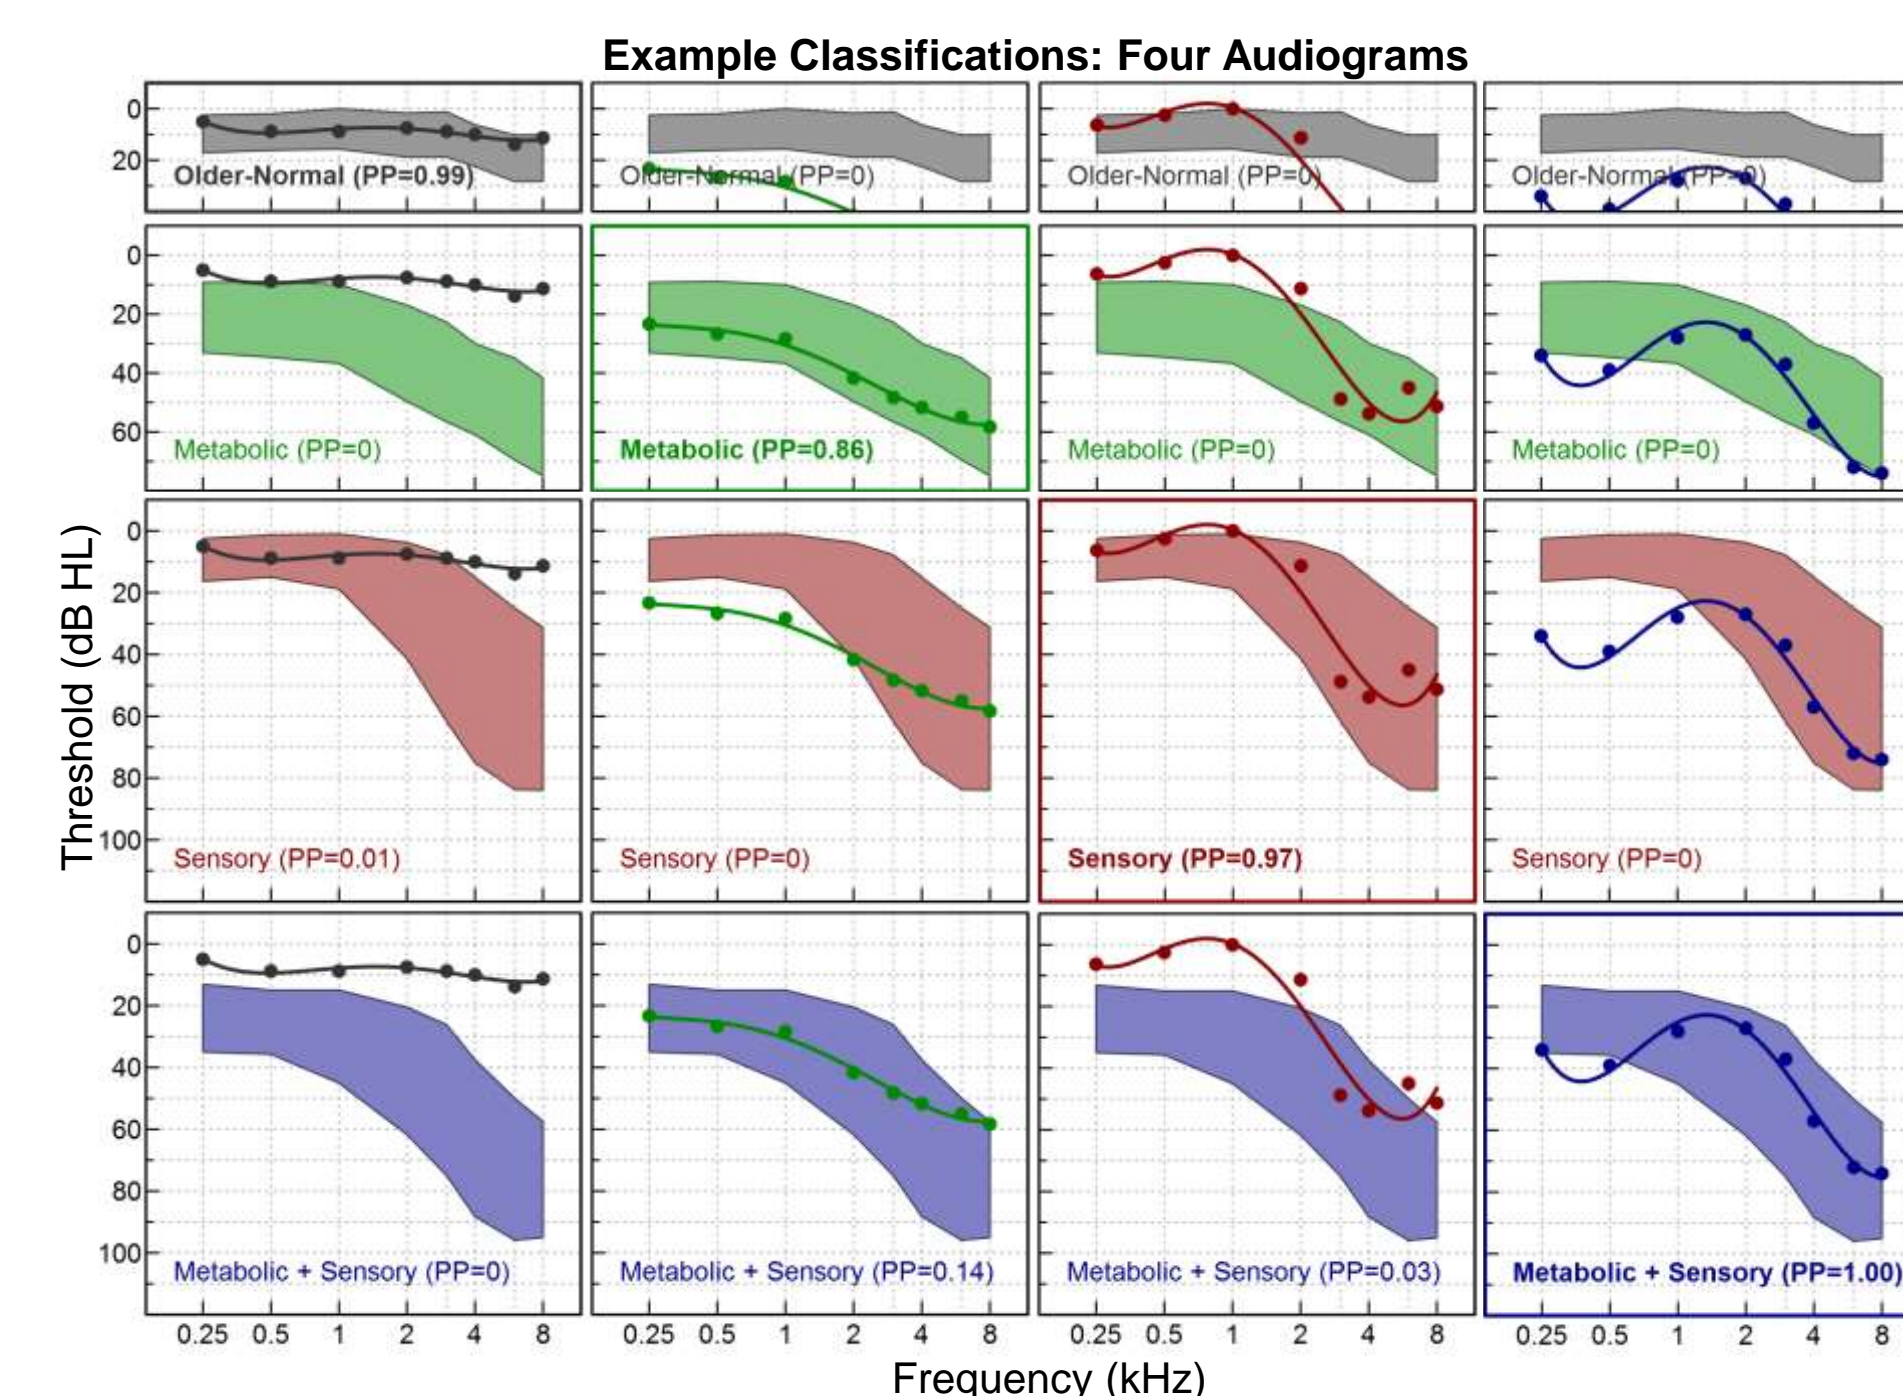 Example Classifications: Four Audiograms
0
20
Older-Normal (PP=0.99)
Older-Normal (PP=0)
Older-Normal (PP=0)
Older-Normal (PP=0)
0
20
40
60
Metabolic (PP=0)
Metabolic (PP=0.86)
Metabolic (PP=0)
Metabolic (PP=0)
Threshold (dB HL)
0
20
40
60
80
100
Sensory (PP=0.01)
Sensory (PP=0)
Sensory (PP=0.97)
Sensory (PP=0)
0
20
40
60
80
100
Metabolic + Sensory (PP=0)
Metabolic + Sensory (PP=0.14)
Metabolic + Sensory (PP=0.03)
Metabolic + Sensory (PP=1.00)
0.25 0.5 1 2 4 8
0.25 0.5 1 2 4 8
0.25 0.5 1 2 4 8
0.25 0.5 1 2 4 8
Frequency (kHz)